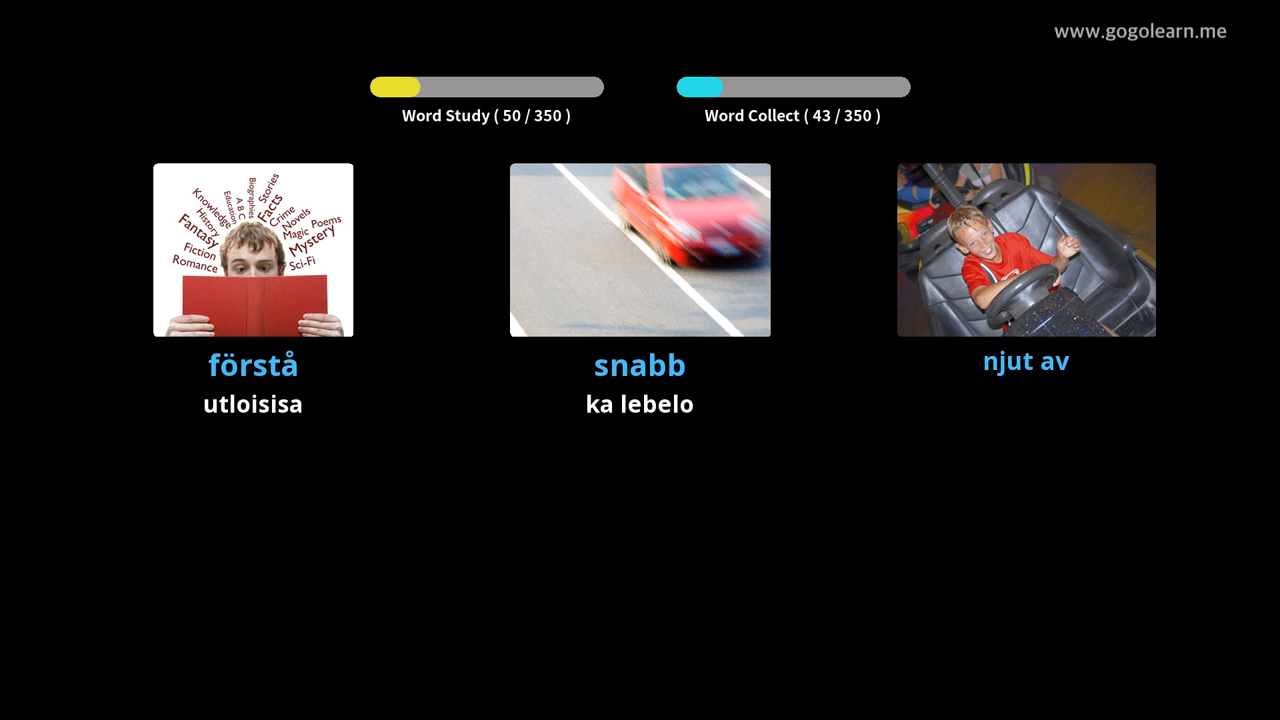 www.gogolearn.me
Word Study ( 50 / 350 )
Word Collect ( 43 / 350 )
Stories
Biographies
A B C
Education
Knowledge
Facts
Crime
History
Novels
Poems
Magic
Fantasy
Mystery
Fiction
Sci-Fi
Romance
förstå
snabb
njut av
utloisisa
ka lebelo